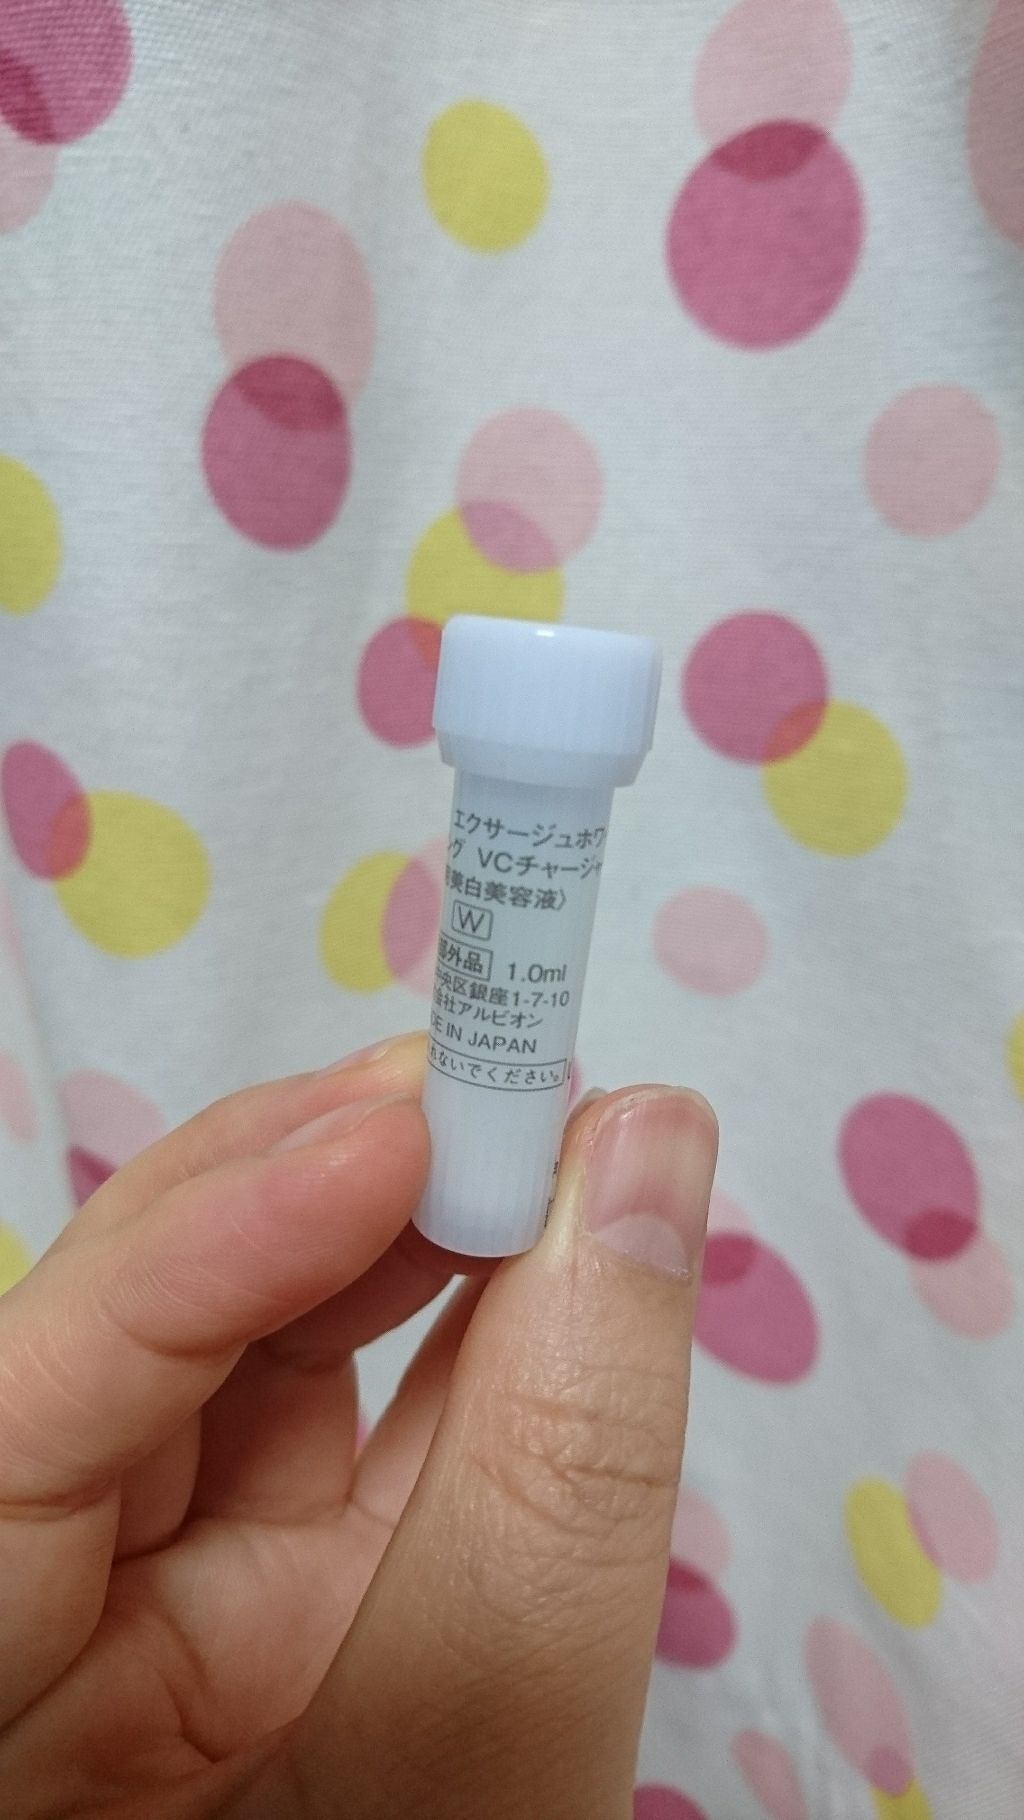 エクサージュホワ
VCチャージャ
美白美容液〉
W
部外品 1.0ml
中央区銀座1-7-10
会社アルビオン
DE IN JAPAN
れないでください。